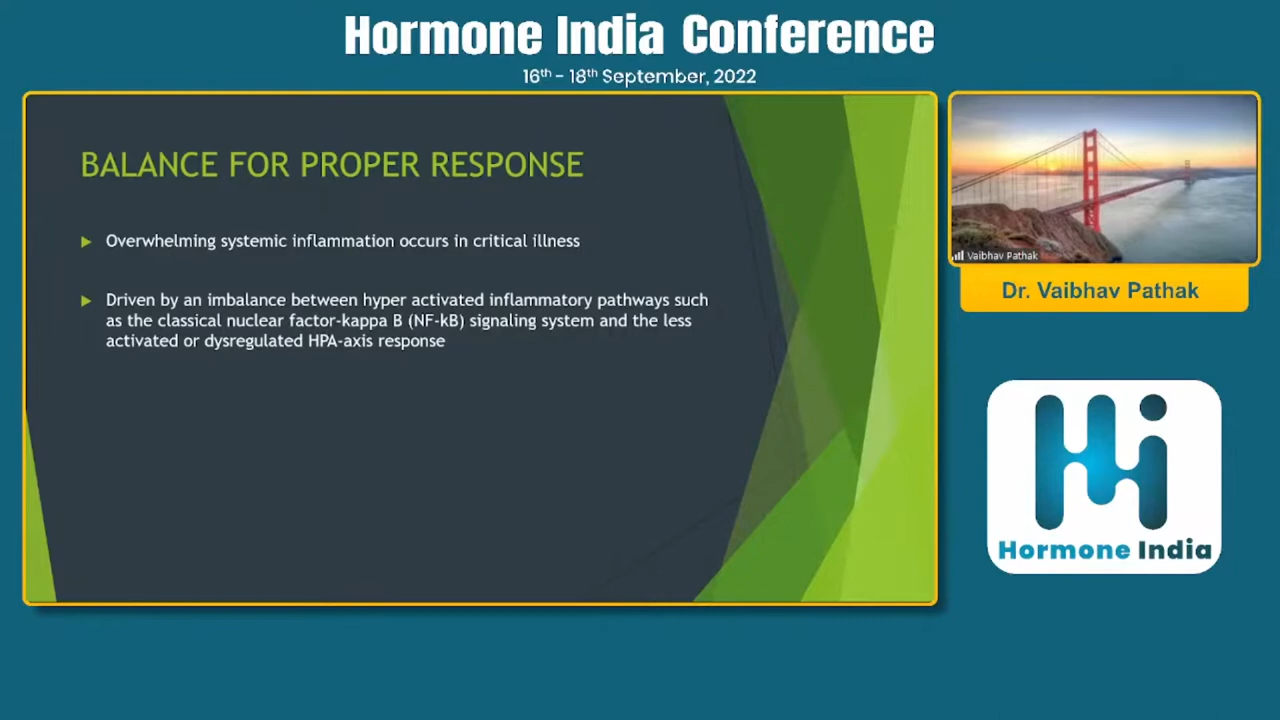 Hormone India Conference
16th - 18th September, 2022
BALANCE FOR PROPER RESPONSE
Overwhelming systemic inflammation occurs in critical illness
Driven by an imbalance between hyper activated inflammatory pathways such
as the classical nuclear factor-kappa B (NF-kB) signaling system and the less
activated or dysregulated HPA-axis response
Vaibhav Pathak
Dr. Vaibhav Pathak
Hi
Hormone India